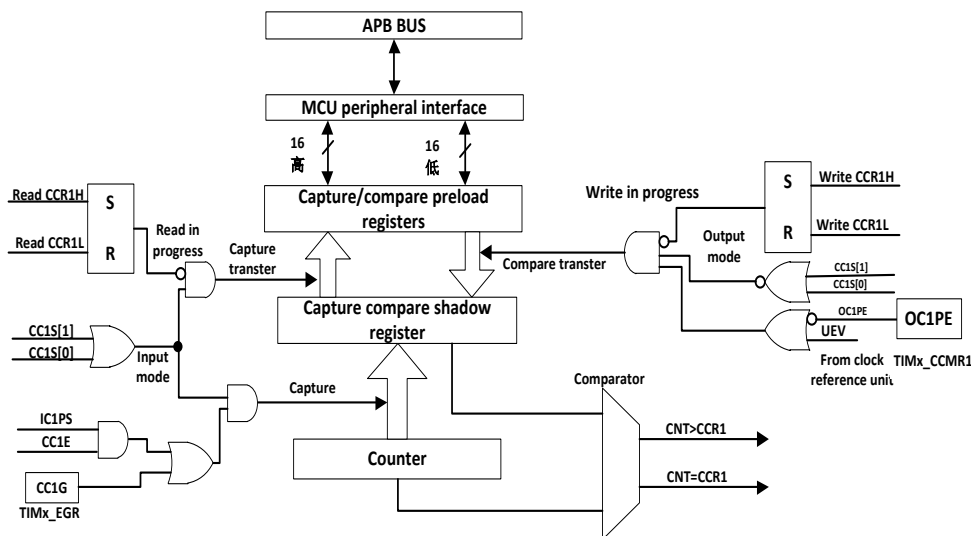 APB BUS
MCU peripheral interface
16
高
16
低
Read CCR1H
S
Read CCR1L
R
Read in
progress
Capture/compare preload
registers
Write in progress
S
Write CCR1H
R
Write CCR1L
Capture
transter
Compare transter
Output
mode
CC1S[1]
CC1S[0]
Capture compare shadow
register
OC1PE
UEV
OC1PE
From clock
reference unit
TIMx_CCMR1
CC1S[1]
CC1S[0]
Input
mode
Capture
Comparator
IC1PS
CC1E
CC1G
TIMx_EGR
Counter
CNT>CCR1
CNT=CCR1